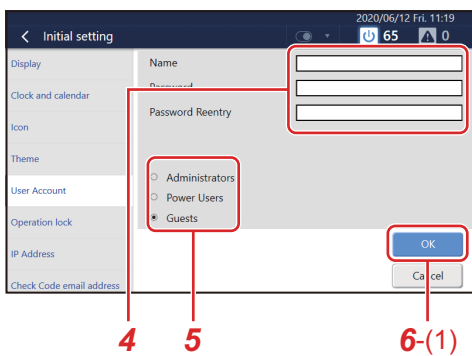 2020/06/12 Fri. 11:19
Initial setting
65
0
Display
Clock and calendar
Icon
Theme
User Account
Operation lock
IP Address
Check Code email address
Name
Password
Password Reentry
Administrators
Power Users
Guests
OK
Cancel
4
5
6-(1)